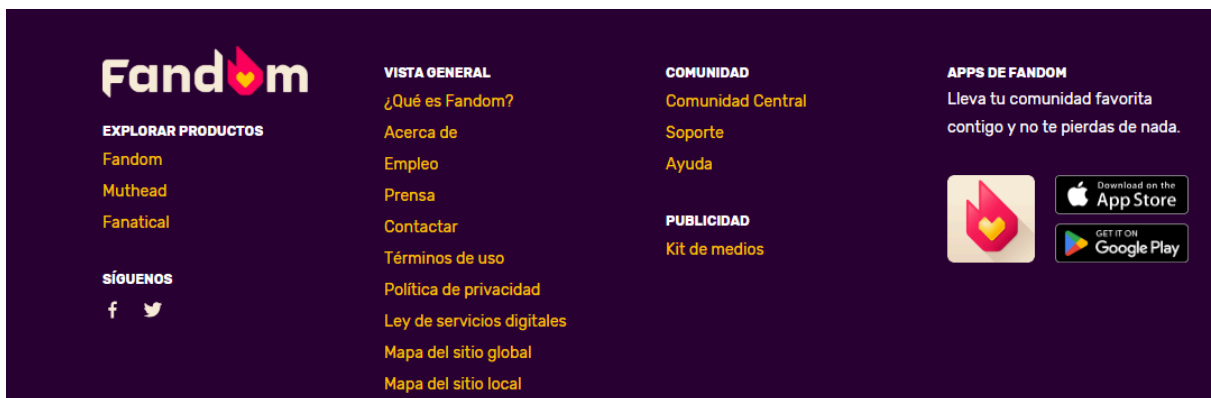 Fandom
EXPLORAR PRODUCTOS
Fandom
Muthead
Fanatical
SÍGUENOS
VISTA GENERAL
¿Qué es Fandom?
Acerca de
Empleo
Prensa
Contactar
Términos de uso
Política de privacidad
Ley de servicios digitales
Mapa del sitio global
Mapa del sitio local
COMUNIDAD
Comunidad Central
Soporte
Ayuda
PUBLICIDAD
Kit de medios
APPS DE FANDOM
Lleva tu comunidad favorita
contigo y no te pierdas de nada.
Download on the
App Store
GET IT ON
Google Play